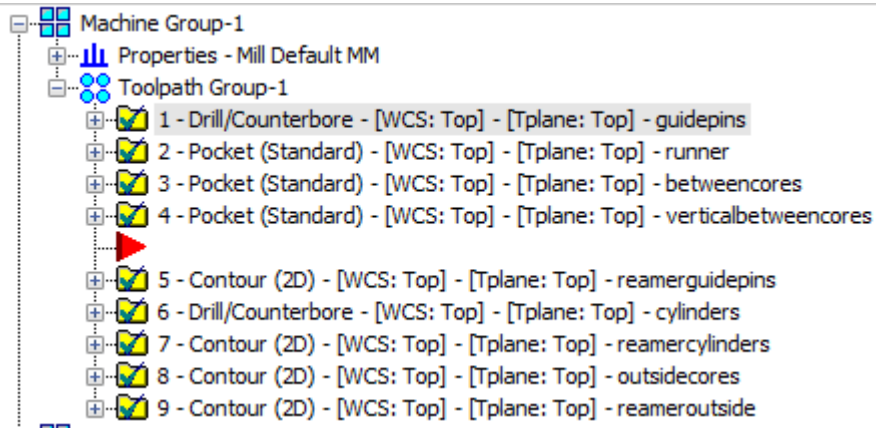 Machine Group-1
Properties - Mill Default MM
Toolpath Group-1
1 - Drill/Counterbore - [WCS: Top] - [Tplane: Top] - guidepins
2 - Pocket (Standard) - [WCS: Top] - [Tplane: Top] - runner
3 - Pocket (Standard) - [WCS: Top] - [Tplane: Top] - betweencores
4 - Pocket (Standard) - [WCS: Top] - [Tplane: Top] - verticalbetweencores
5 - Contour (2D) - [WCS: Top] - [Tplane: Top] - reamerguidepins
6 - Drill/Counterbore - [WCS: Top] - [Tplane: Top] - cylinders
7 - Contour (2D) - [WCS: Top] - [Tplane: Top] - reamercylinders
8 - Contour (2D) - [WCS: Top] - [Tplane: Top] - outsidecores
9 - Contour (2D) - [WCS: Top] - [Tplane: Top] - reameroutside